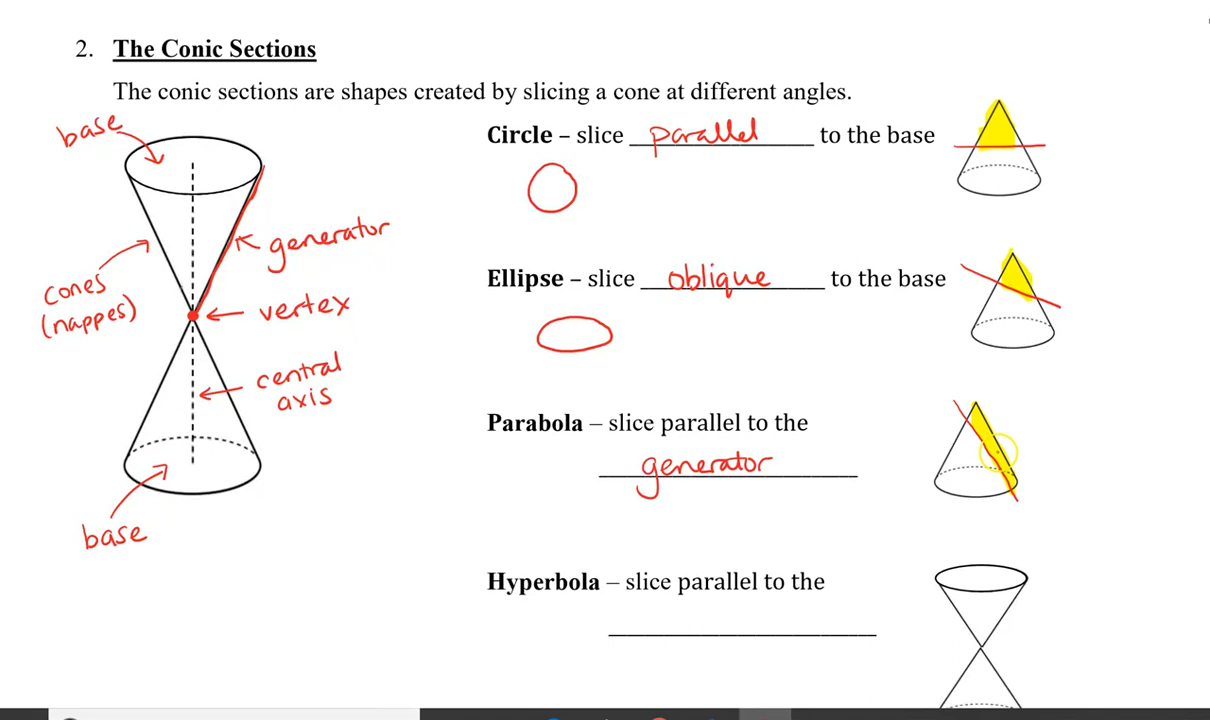 2. The Conic Sections
The conic sections are shapes created by slicing a cone at different angles.
base
Circle – slice parallel to the base
generator
cones
(nappes)
Ellipse – slice oblique to the base
vertex
central
axis
Parabola – slice parallel to the
generator
base
Hyperbola – slice parallel to the